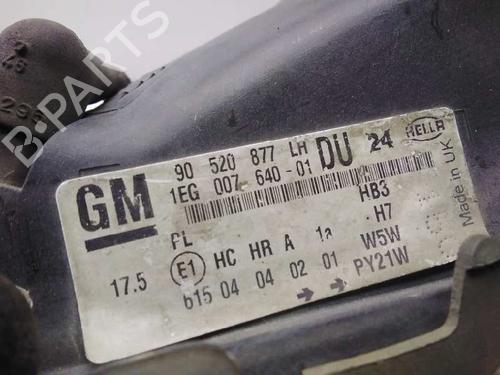 B-PARTS
GM
90 520 877 LH DU 24
1EG 007 640-01
HELLA
Made in UK
HB3
H7
W5W
PY21W
PL
17.5 E1 HC HR A 1a
615 04 04 02 01